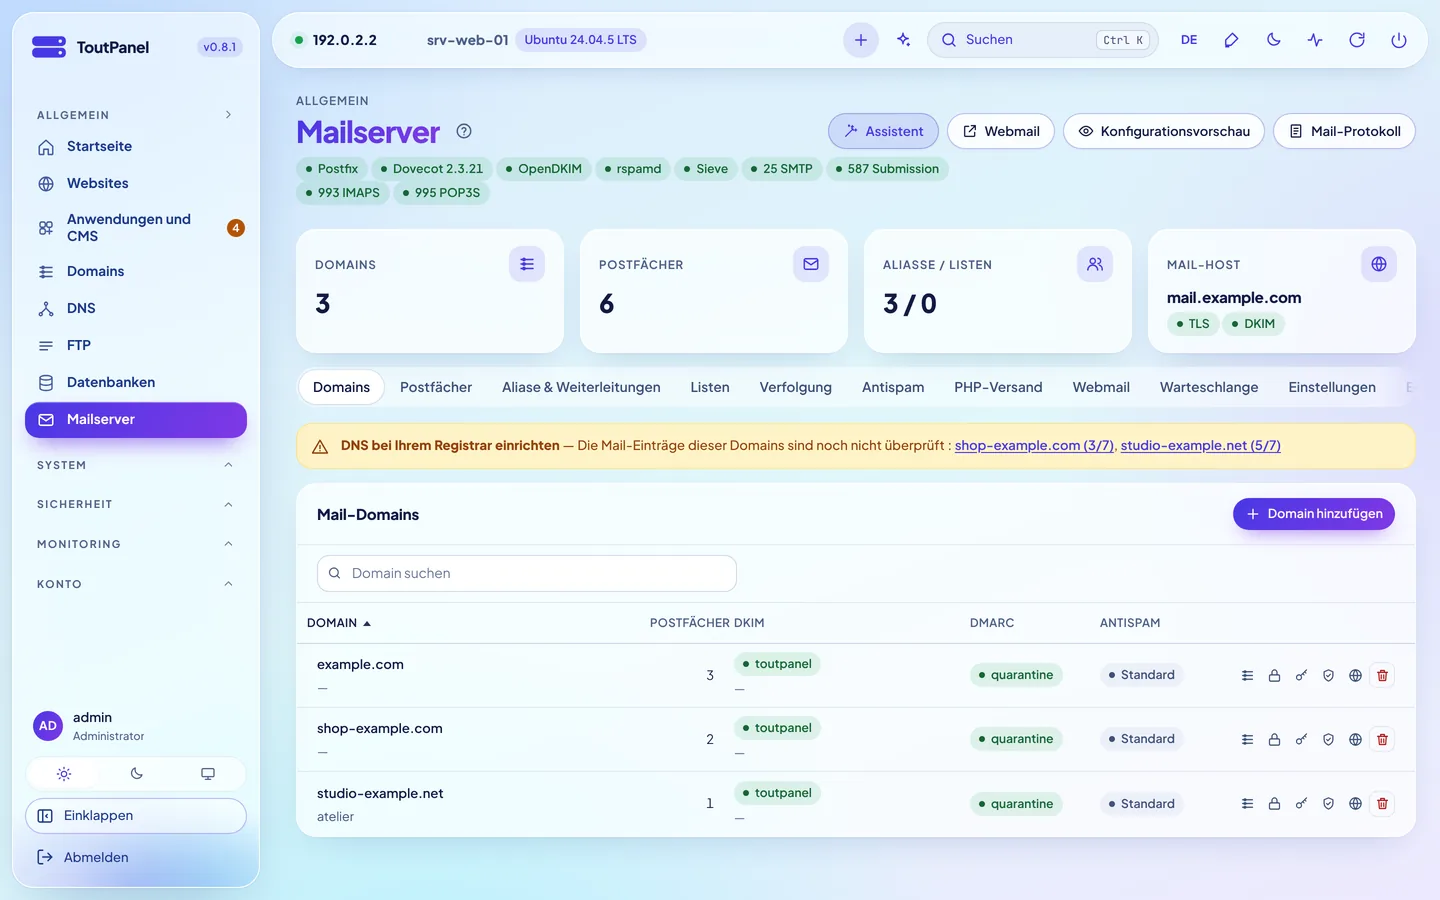 ToutPanel
v0.8.1
ALLGEMEIN
Startseite
Websites
Anwendungen und
CMS
4
Domains
DNS
FTP
Datenbanken
Mailserver
SYSTEM
SICHERHEIT
MONITORING
KONTO
AD
admin
Administrator
Einklappen
Abmelden
192.0.2.2
srv-web-01
Ubuntu 24.04.5 LTS
Suchen
Ctrl K
DE
ALLGEMEIN
Mailserver
Assistent
Webmail
Konfigurationsvorschau
Mail-Protokoll
Postfix
Dovecot 2.3.21
OpenDKIM
rspamd
Sieve
25 SMTP
587 Submission
993 IMAPS
995 POP3S
DOMAINS
3
POSTFÄCHER
6
ALIASSE / LISTEN
3 / 0
MAIL-HOST
mail.example.com
TLS
DKIM
Domains
Postfächer
Aliase & Weiterleitungen
Listen
Verfolgung
Antispam
PHP-Versand
Webmail
Warteschlange
Einstellungen
DNS bei Ihrem Registrar einrichten — Die Mail-Einträge dieser Domains sind noch nicht überprüft : shop-example.com (3/7), studio-example.net (5/7)
Mail-Domains
Domain hinzufügen
Domain suchen
DOMAIN POSTFÄCHER DKIM DMARC ANTISPAM
example.com
—
3
toutpanel
—
quarantine
Standard
shop-example.com
—
2
toutpanel
—
quarantine
Standard
studio-example.net
atelier
1
toutpanel
—
quarantine
Standard